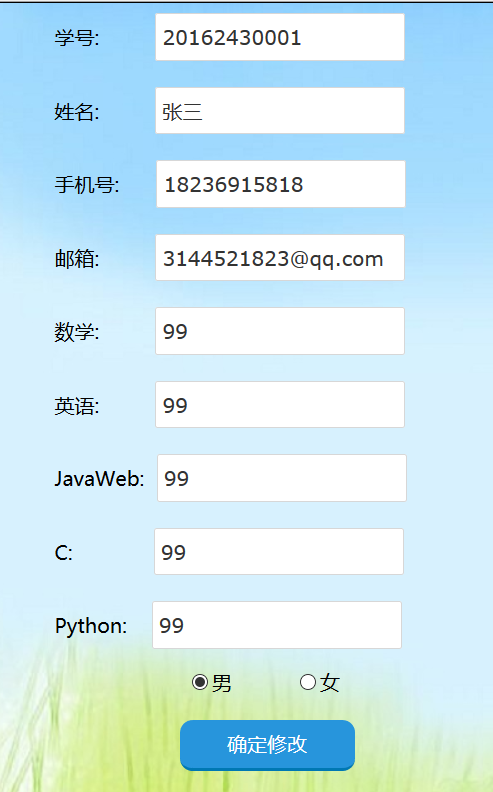 学号: 20162430001
姓名: 张三
手机号: 18236915818
邮箱: 3144521823@qq.com
数学: 99
英语: 99
JavaWeb: 99
C: 99
Python: 99
男 女
确定修改